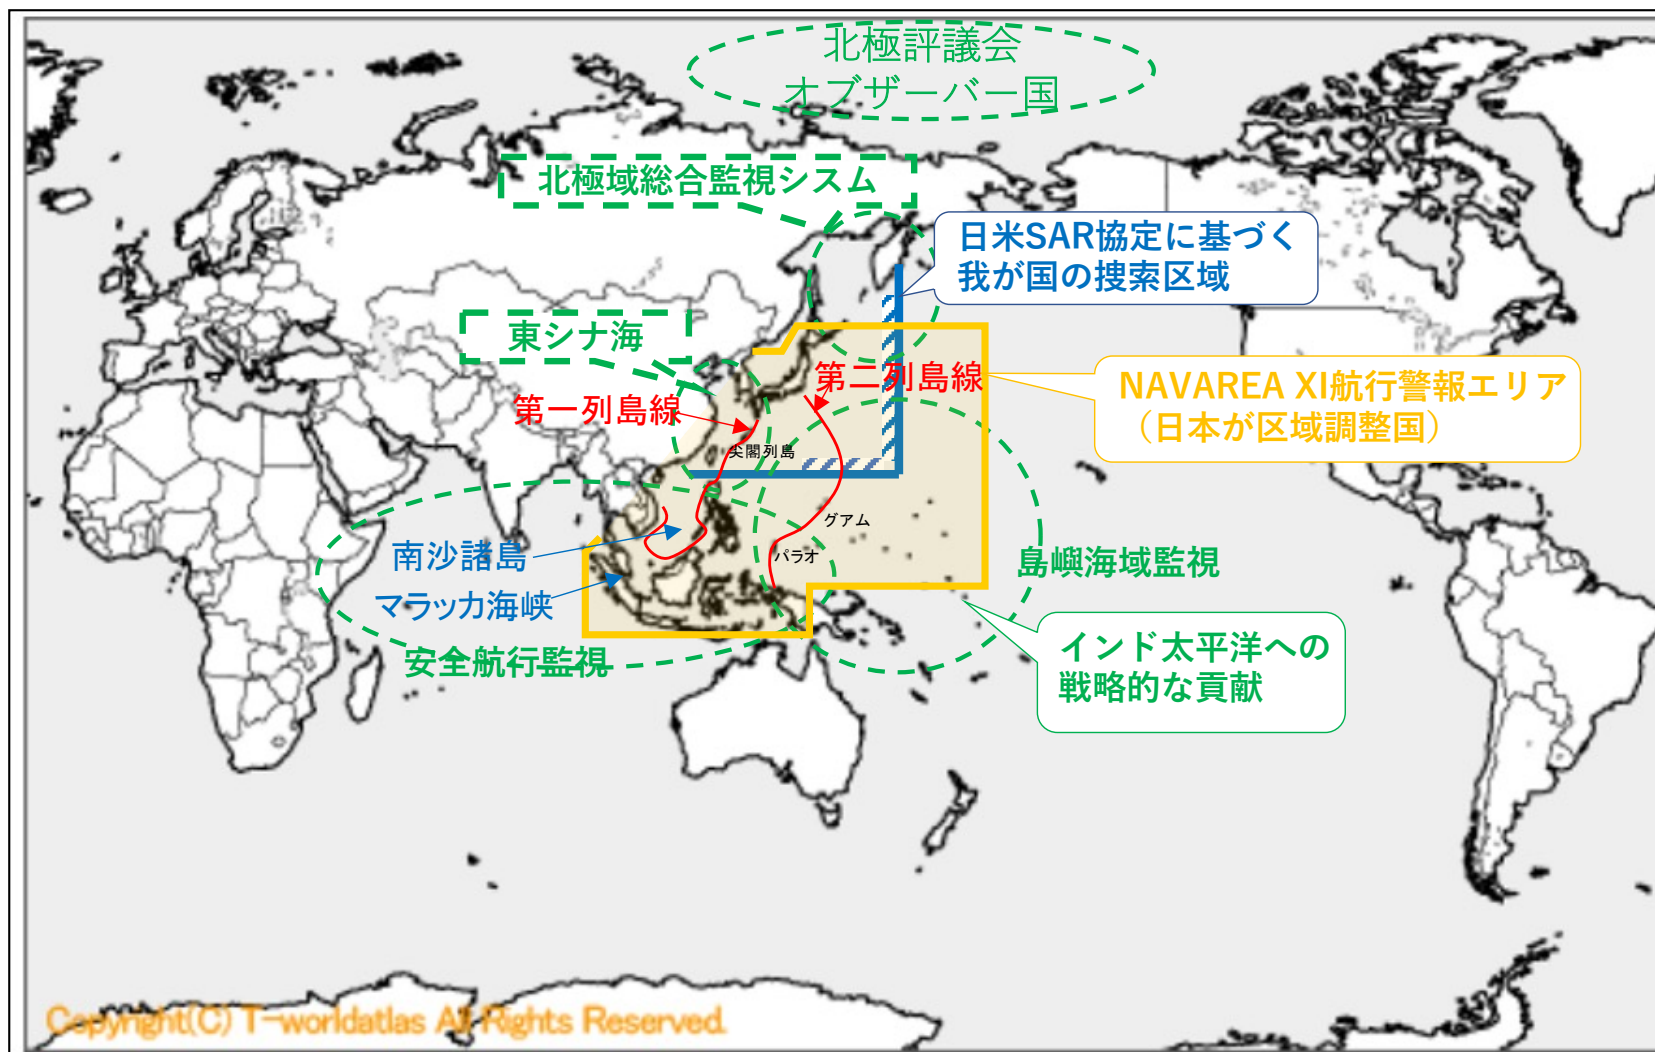 北極評議会
オブザーバー国
北極域総合監視シスム
日米SAR協定に基づく
我が国の捜索区域
東シナ海
第二列島線
第一列島線
NAVAREA XI航行警報エリア
（日本が区域調整国）
尖閣列島
グアム
パラオ
南沙諸島
マラッカ海峡
島嶼海域監視
安全航行監視
インド太平洋への
戦略的な貢献
Copyright(C) T-worldatlas All Rights Reserved.